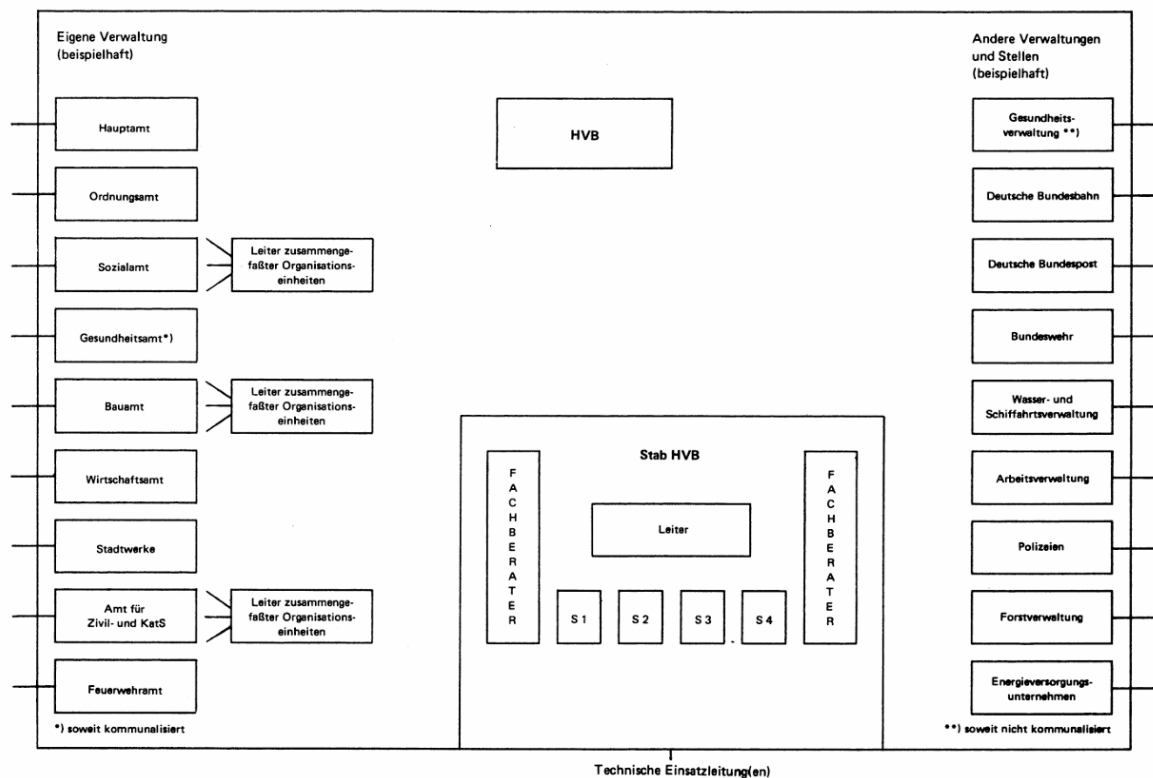 Eigene Verwaltung
(beispielhaft)
Hauptamt
Ordnungsamt
Sozialamt
Leiter zusammenge-
faßter Organisations-
einheiten
Gesundheitsamt*)
Bauamt
Leiter zusammenge-
faßter Organisations-
einheiten
Wirtschaftsamt
Stadtwerke
Amt für
Zivil- und KatS
Leiter zusammenge-
faßter Organisations-
einheiten
Feuerwehramt
*) soweit kommunalisiert
HVB
Stab HVB
FACHBERATER
Leiter
S 1
S 2
S 3
S 4
FACHBERATER
Technische Einsatzleitung(en)
Andere Verwaltungen
und Stellen
(beispielhaft)
Gesundheits-
verwaltung **)
Deutsche Bundesbahn
Deutsche Bundespost
Bundeswehr
Wasser- und
Schiffahrtsverwaltung
Arbeitsverwaltung
Polizeien
Forstverwaltung
Energieversorgungs-
unternehmen
**) soweit nicht kommunalisiert